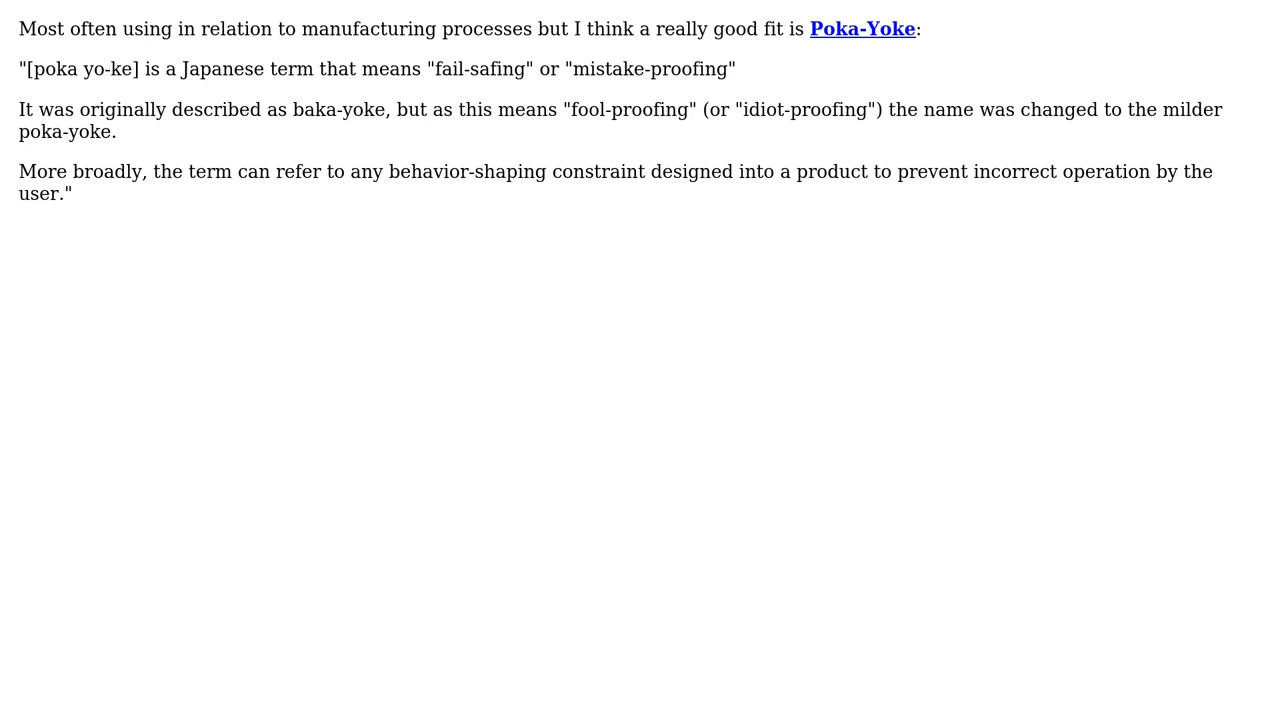 Most often using in relation to manufacturing processes but I think a really good fit is Poka-Yoke:
"[poka yo-ke] is a Japanese term that means "fail-safing" or "mistake-proofing"
It was originally described as baka-yoke, but as this means "fool-proofing" (or "idiot-proofing") the name was changed to the milder
poka-yoke.
More broadly, the term can refer to any behavior-shaping constraint designed into a product to prevent incorrect operation by the
user."